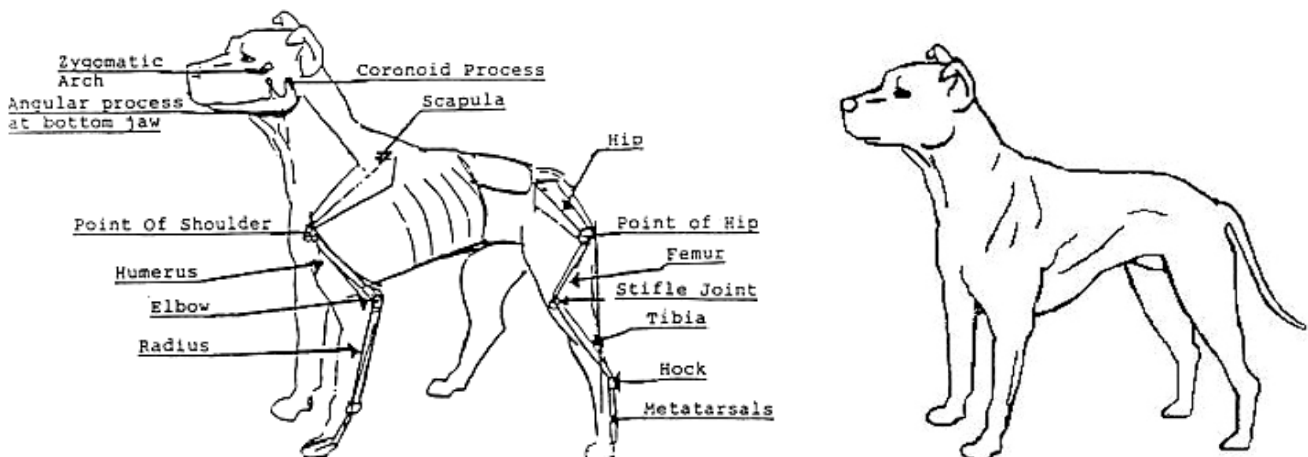 Zygomatic
Arch
Coronoid Process
Angular process
at bottom jaw
Scapula
Hip
Point Of Shoulder
Point of Hip
Humerus
Femur
Elbow
Stifle Joint
Radius
Tibia
Hock
Metatarsals